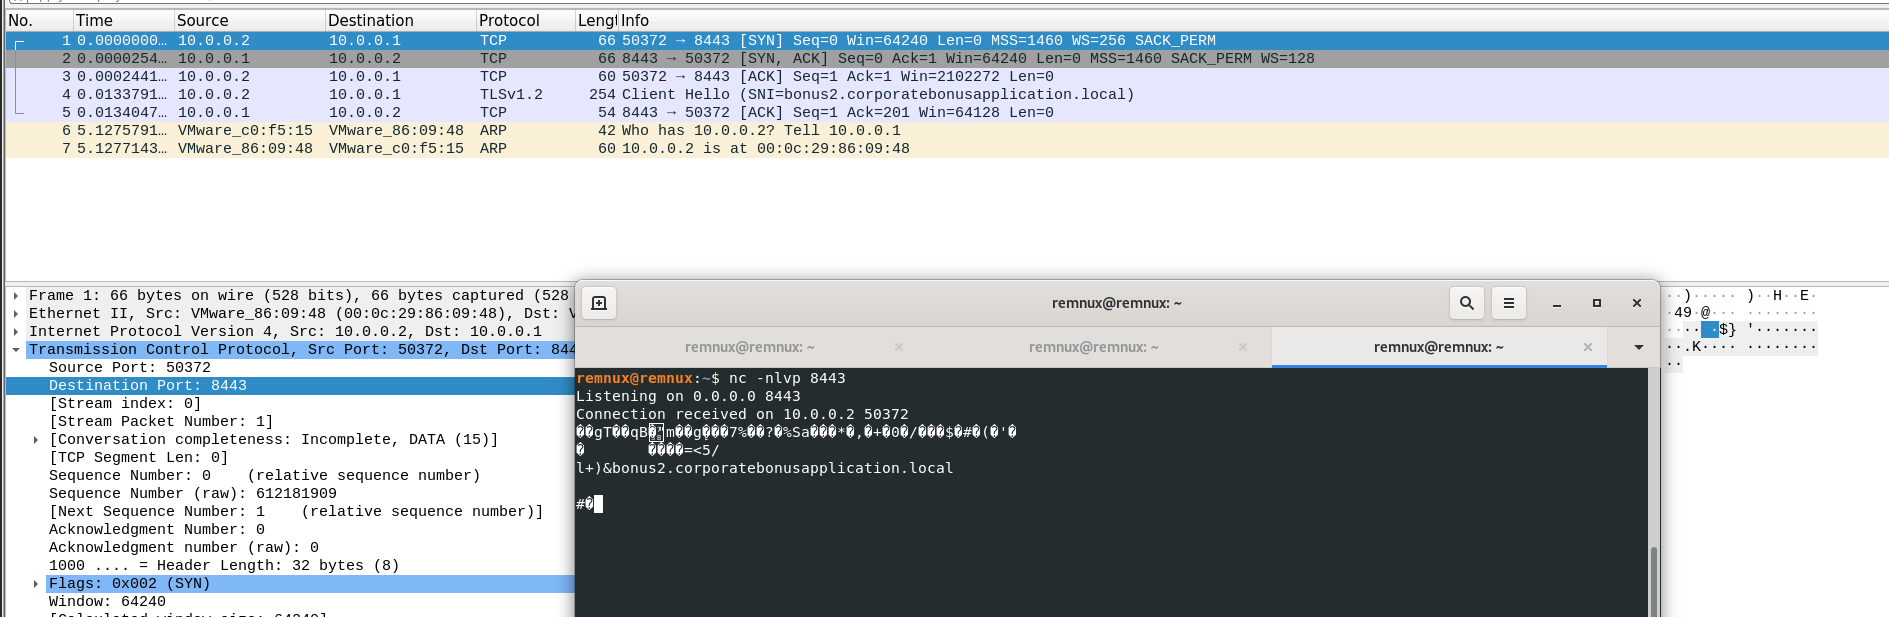 No. Time Source Destination Protocol Lengt Info
1 0.0000000… 10.0.0.2 10.0.0.1 TCP 66 50372 → 8443 [SYN] Seq=0 Win=64240 Len=0 MSS=1460 WS=256 SACK_PERM
2 0.0000254… 10.0.0.1 10.0.0.2 TCP 66 8443 → 50372 [SYN, ACK] Seq=0 Ack=1 Win=64240 Len=0 MSS=1460 SACK_PERM WS=128
3 0.0002441… 10.0.0.2 10.0.0.1 TCP 60 50372 → 8443 [ACK] Seq=1 Ack=1 Win=2102272 Len=0
4 0.0133791… 10.0.0.2 10.0.0.1 TLSv1.2 254 Client Hello (SNI=bonus2.corporatebonusapplication.local)
5 0.0134047… 10.0.0.1 10.0.0.2 TCP 54 8443 → 50372 [ACK] Seq=1 Ack=201 Win=64128 Len=0
6 5.1275791… VMware_c0:f5:15 VMware_86:09:48 ARP 42 Who has 10.0.0.2? Tell 10.0.0.1
7 5.1277143… VMware_86:09:48 VMware_c0:f5:15 ARP 60 10.0.0.2 is at 00:0c:29:86:09:48
Frame 1: 66 bytes on wire (528 bits), 66 bytes captured (528
Ethernet II, Src: VMware_86:09:48 (00:0c:29:86:09:48), Dst: V
Internet Protocol Version 4, Src: 10.0.0.2, Dst: 10.0.0.1
Transmission Control Protocol, Src Port: 50372, Dst Port: 844
Source Port: 50372
Destination Port: 8443
[Stream index: 0]
[Stream Packet Number: 1]
[Conversation completeness: Incomplete, DATA (15)]
[TCP Segment Len: 0]
Sequence Number: 0 (relative sequence number)
Sequence Number (raw): 612181909
[Next Sequence Number: 1 (relative sequence number)]
Acknowledgment Number: 0
Acknowledgment number (raw): 0
1000 .... = Header Length: 32 bytes (8)
Flags: 0x002 (SYN)
Window: 64240
remnux@remnux: ~
remnux@remnux: ~ remnux@remnux: ~ remnux@remnux: ~
remnux@remnux:~$ nc -nlvp 8443
Listening on 0.0.0.0 8443
Connection received on 10.0.0.2 50372
��gT��qB�m��g���7%��?�%Sa���*�,�+�0�/���$�#�(�'�
� ����=<5/
l+)&bonus2.corporatebonusapplication.local
#�
··)····· )··H··E·
·49·@··· ········
·····$} '·······
··.K···· ········
··